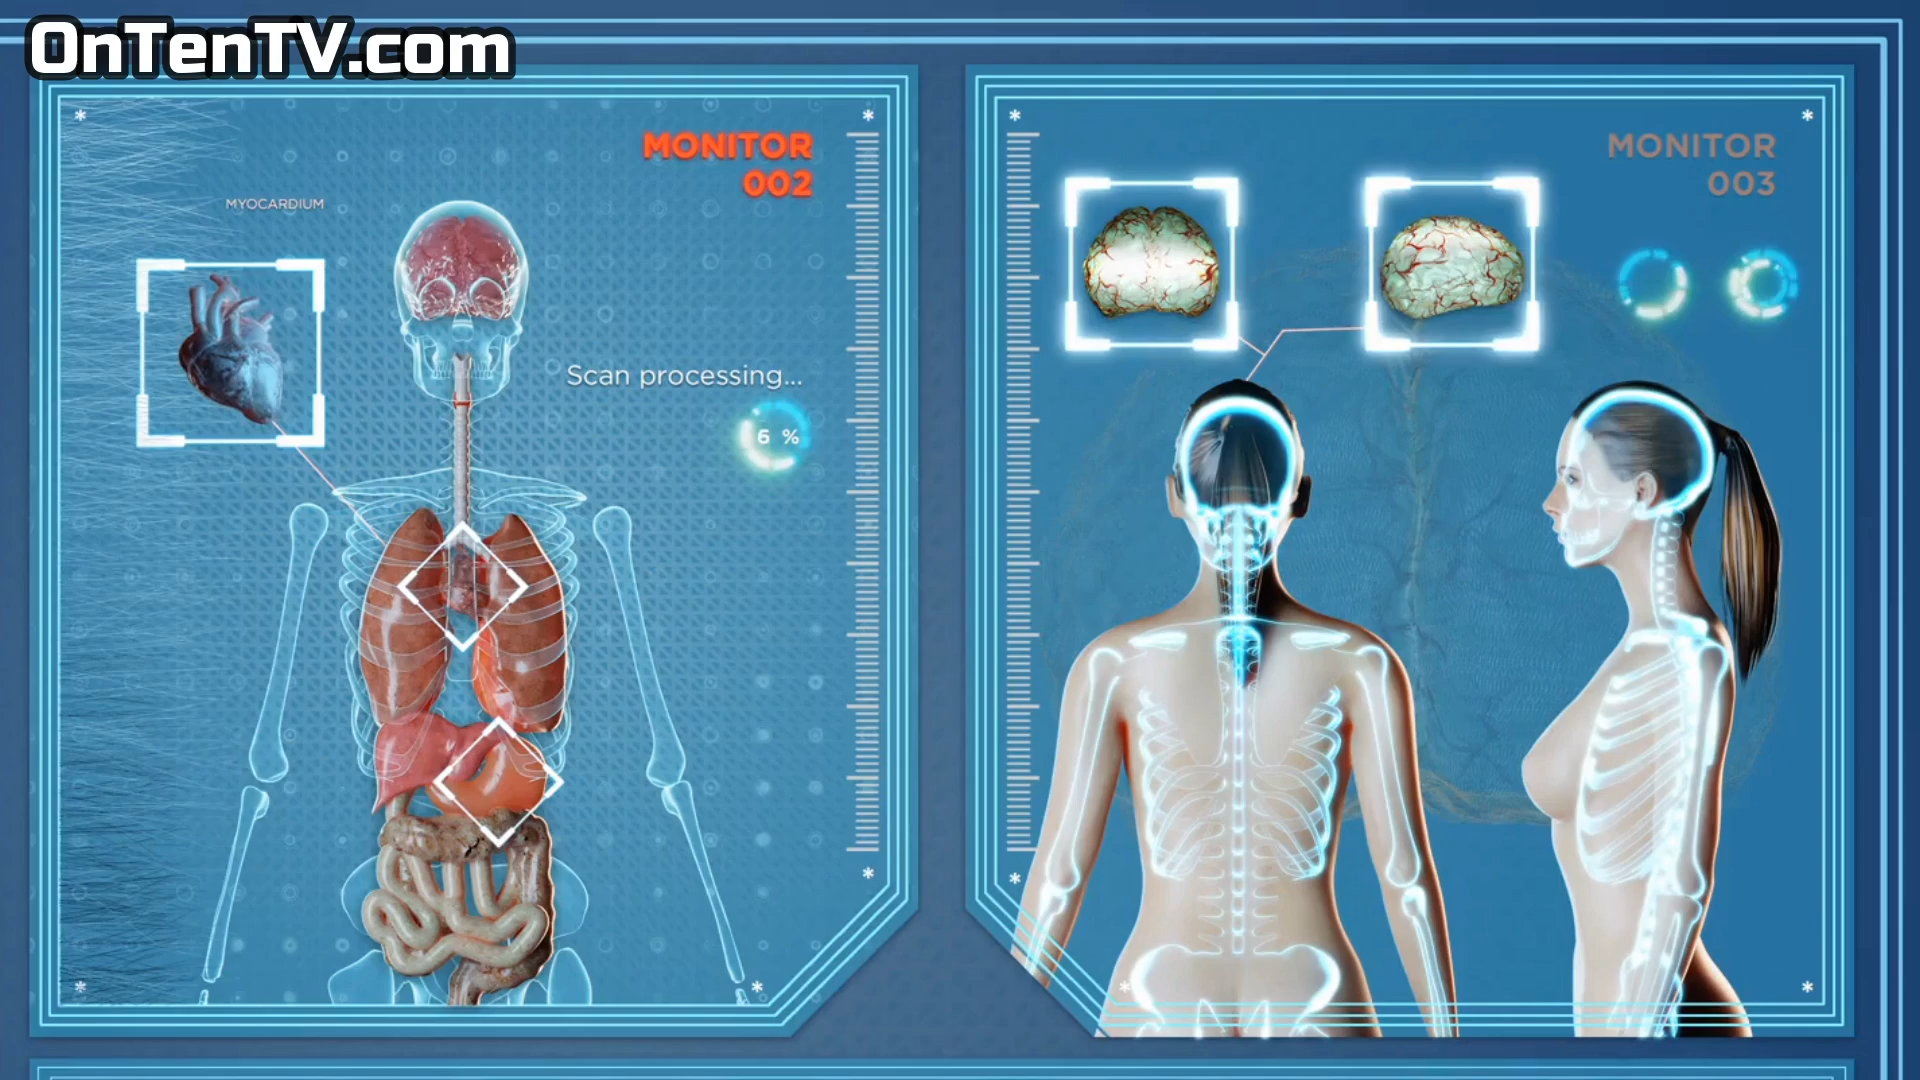 OnTenTV.com
MONITOR
002
MYOCARDIUM
Scan processing...
6 %
MONITOR
003